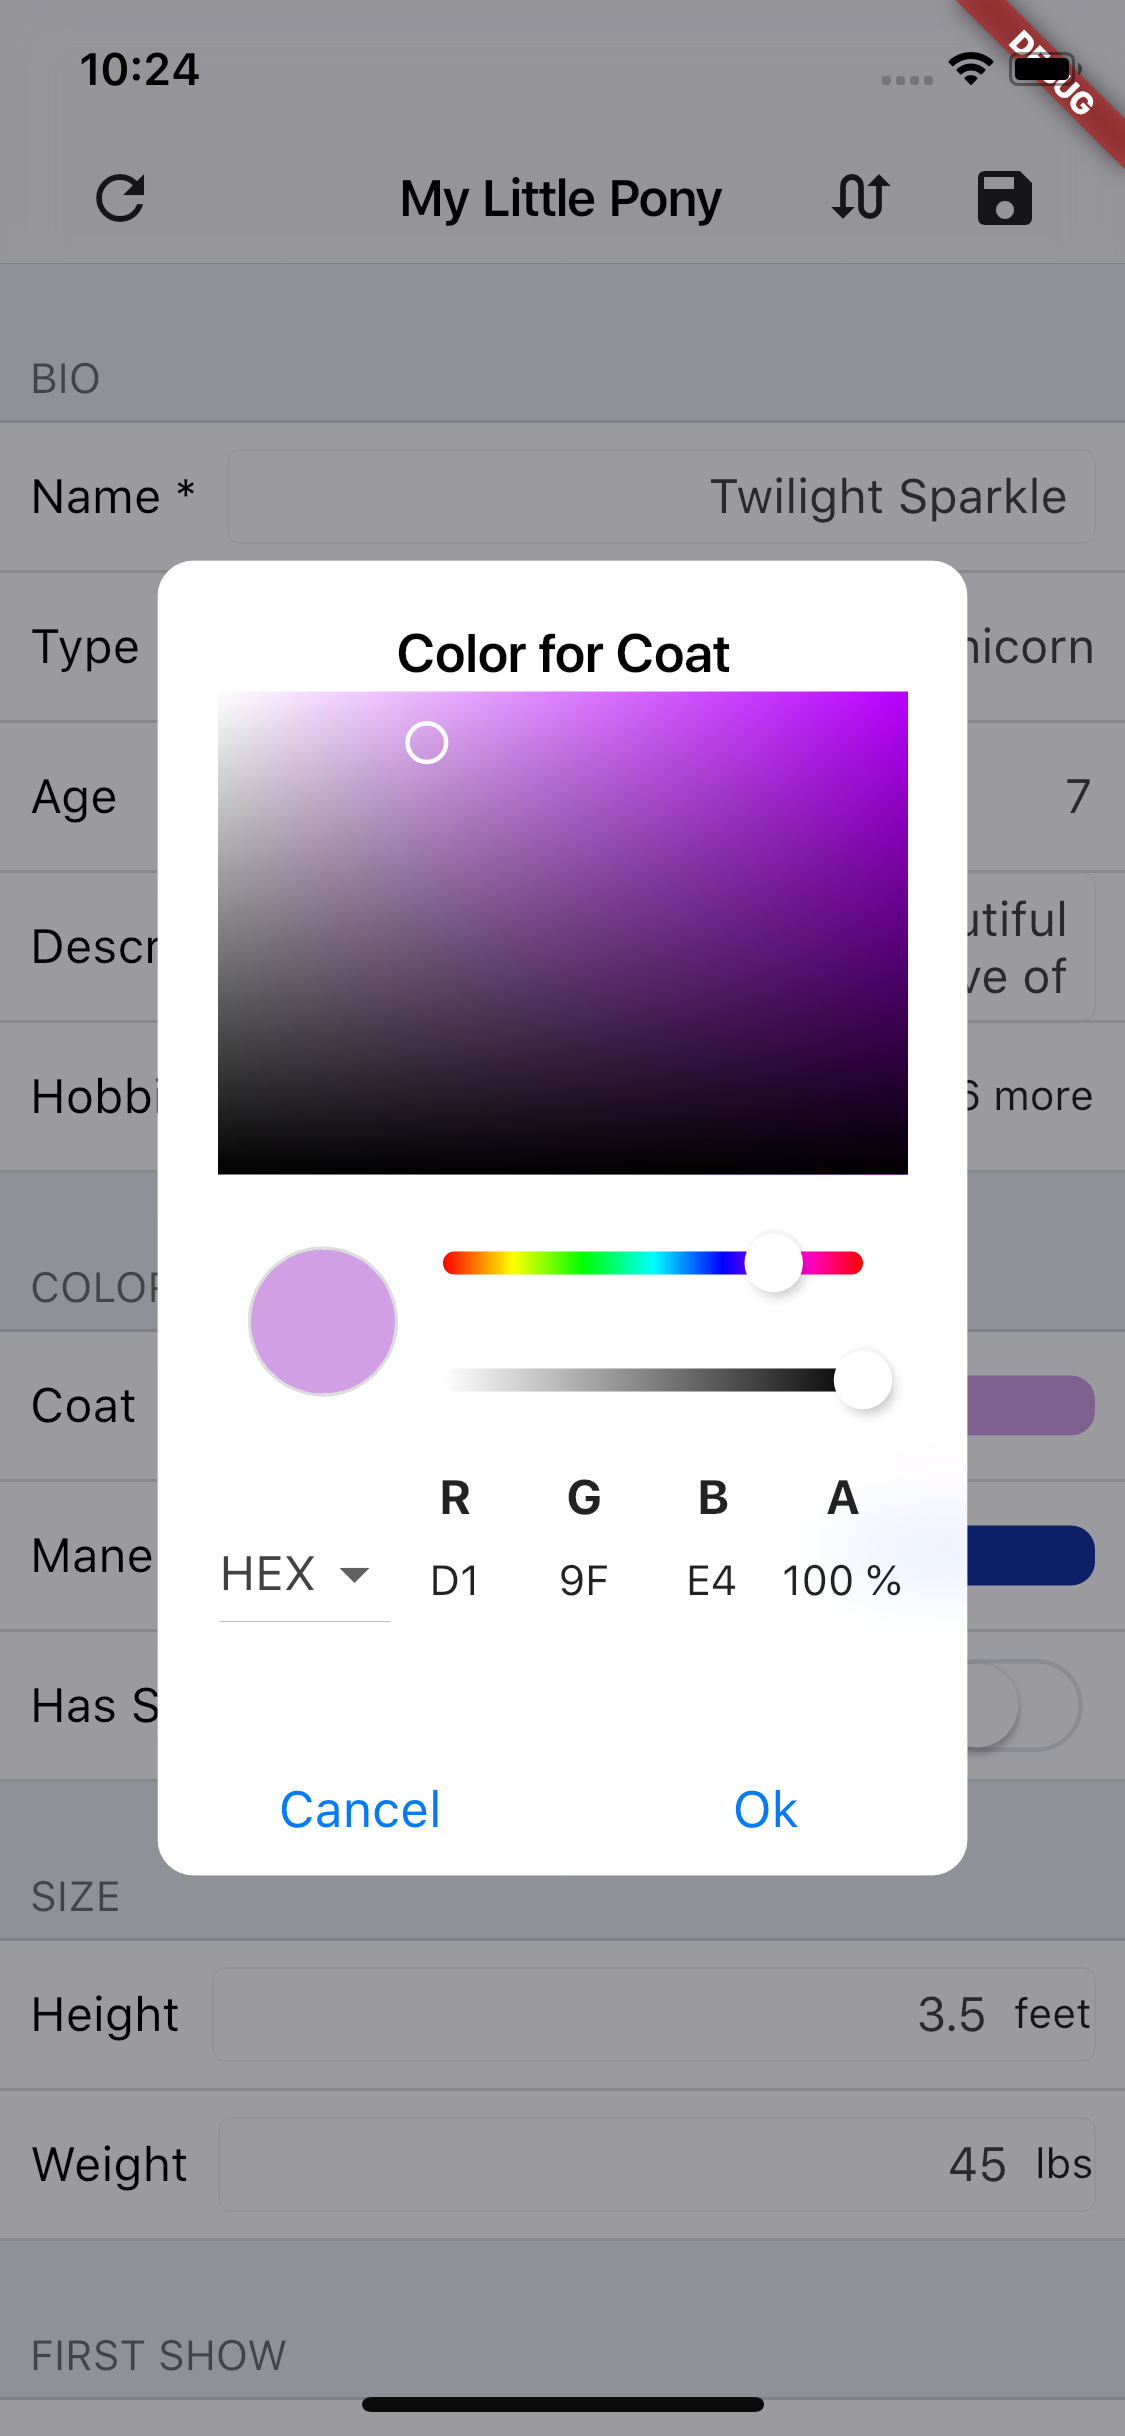 10:24
DEBUG
My Little Pony
BIO
Name * Twilight Sparkle
Type nicorn
Color for Coat
Age 7
Descr utiful
ve of
Hobbi 6 more
COLOR
Coat
R G B A
Mane HEX D1 9F E4 100 %
Has S
Cancel Ok
SIZE
Height 3.5 feet
Weight 45 lbs
FIRST SHOW